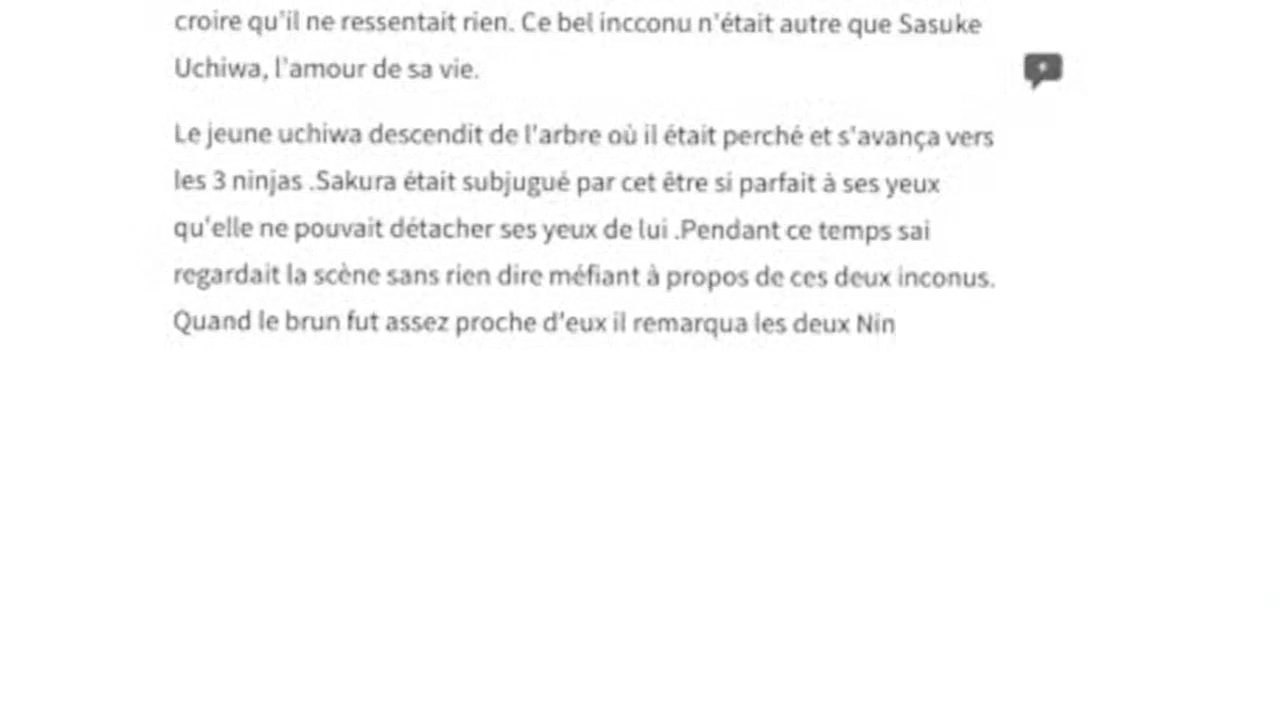 croire qu'il ne ressentait rien. Ce bel incconu n'était autre que Sasuke
Uchiwa, l'amour de sa vie.
Le jeune uchiwa descendit de l'arbre où il était perché et s'avança vers
les 3 ninjas .Sakura était subjugué par cet être si parfait à ses yeux
qu'elle ne pouvait détacher ses yeux de lui .Pendant ce temps sai
regardait la scène sans rien dire méfiant à propos de ces deux inconus.
Quand le brun fut assez proche d'eux il remarqua les deux Nin